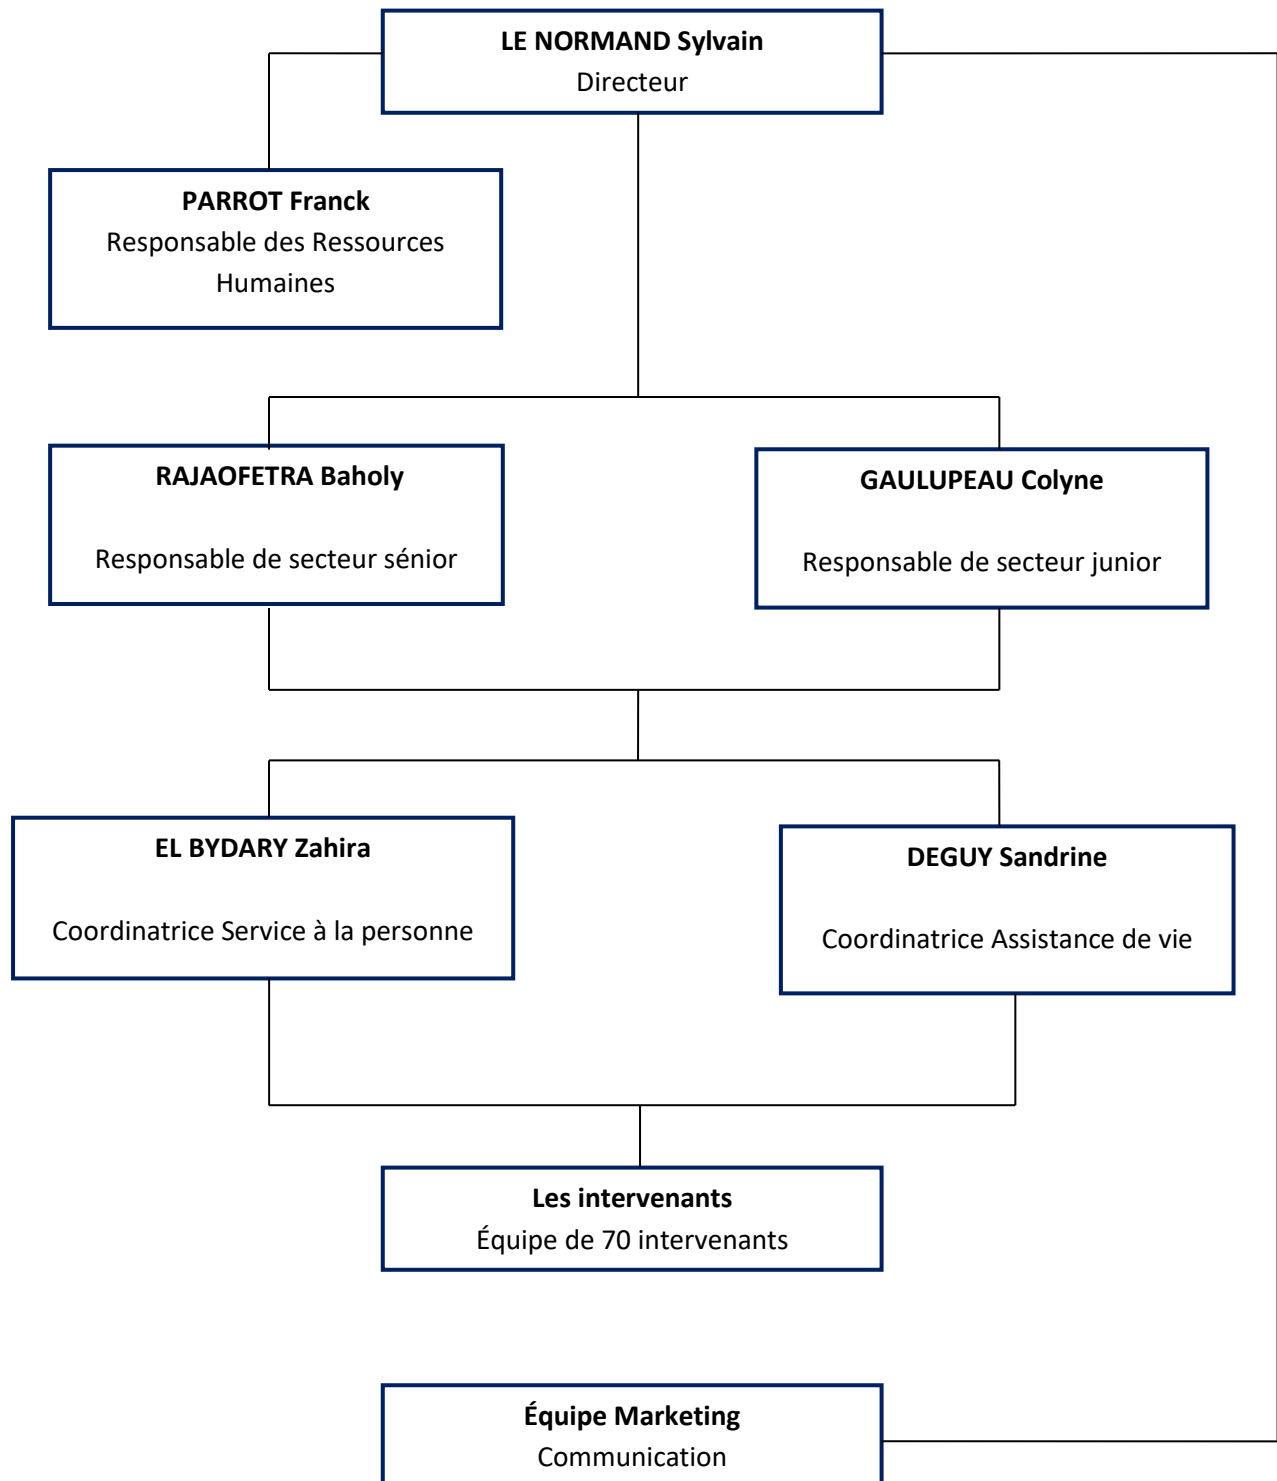 LE NORMAND Sylvain
Directeur
PARROT Franck
Responsable des Ressources
Humaines
RAJAOFETRA Baholy
Responsable de secteur sénior
GAULUPEAU Colyne
Responsable de secteur junior
EL BYDARY Zahira
Coordinatrice Service à la personne
DEGUY Sandrine
Coordinatrice Assistance de vie
Les intervenants
Équipe de 70 intervenants
Équipe Marketing
Communication